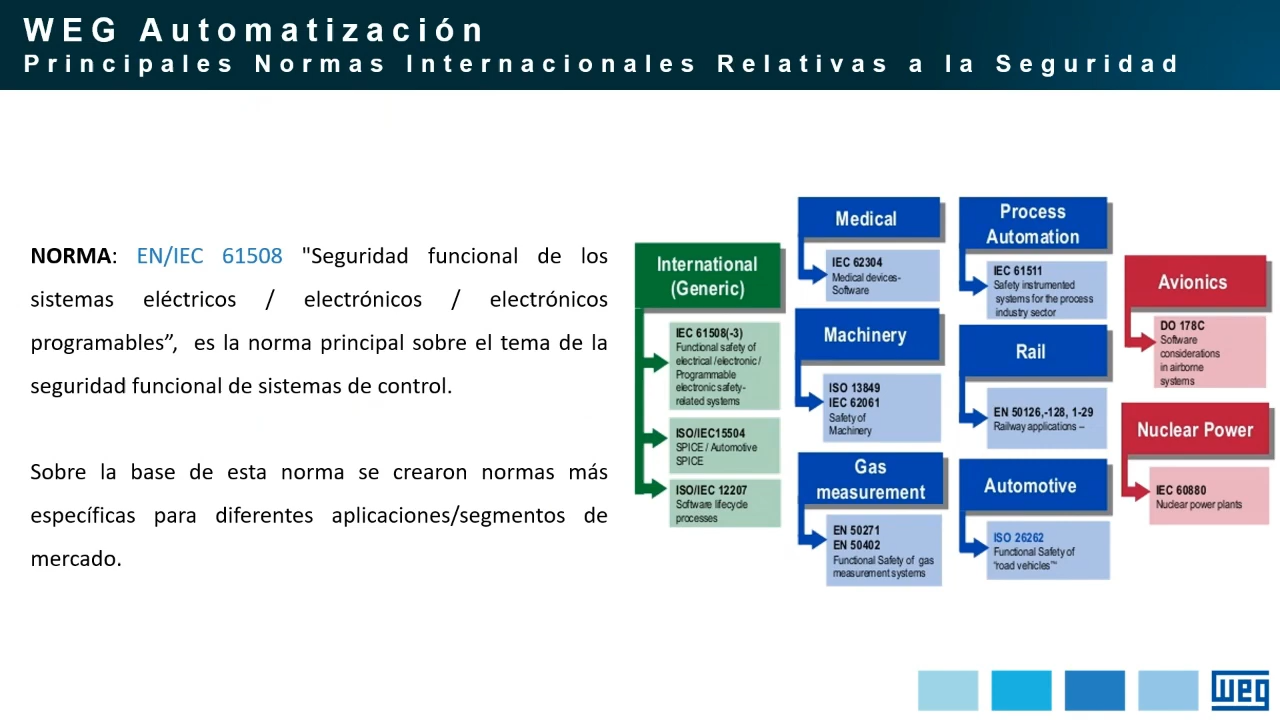 WEG Automatización
Principales Normas Internacionales Relativas a la Seguridad
NORMA: EN/IEC 61508 "Seguridad funcional de los
sistemas eléctricos / electrónicos / electrónicos
programables”, es la norma principal sobre el tema de la
seguridad funcional de sistemas de control.
Sobre la base de esta norma se crearon normas más
específicas para diferentes aplicaciones/segmentos de
mercado.
International
(Generic)
IEC 61508(-3)
Functional safety of
electrical /electronic /
Programmable
electronic safety-
related systems
ISO/IEC15504
SPICE / Automotive
SPICE
ISO/IEC 12207
Software lifecycle
processes
Medical
IEC 62304
Medical devices-
Software
Machinery
ISO 13849
IEC 62061
Safety of
Machinery
Gas
measurement
EN 50271
EN 50402
Functional Safety of gas
measurement systems
Process
Automation
IEC 61511
Safety instrumented
systems for the process
industry sector
Rail
EN 50126,-128, 1-29
Railway applications –
Automotive
ISO 26262
Functional Safety of
“road vehicles™
Avionics
DO 178C
Software
considerations
in airborne
systems
Nuclear Power
IEC 60880
Nuclear power plants
weg